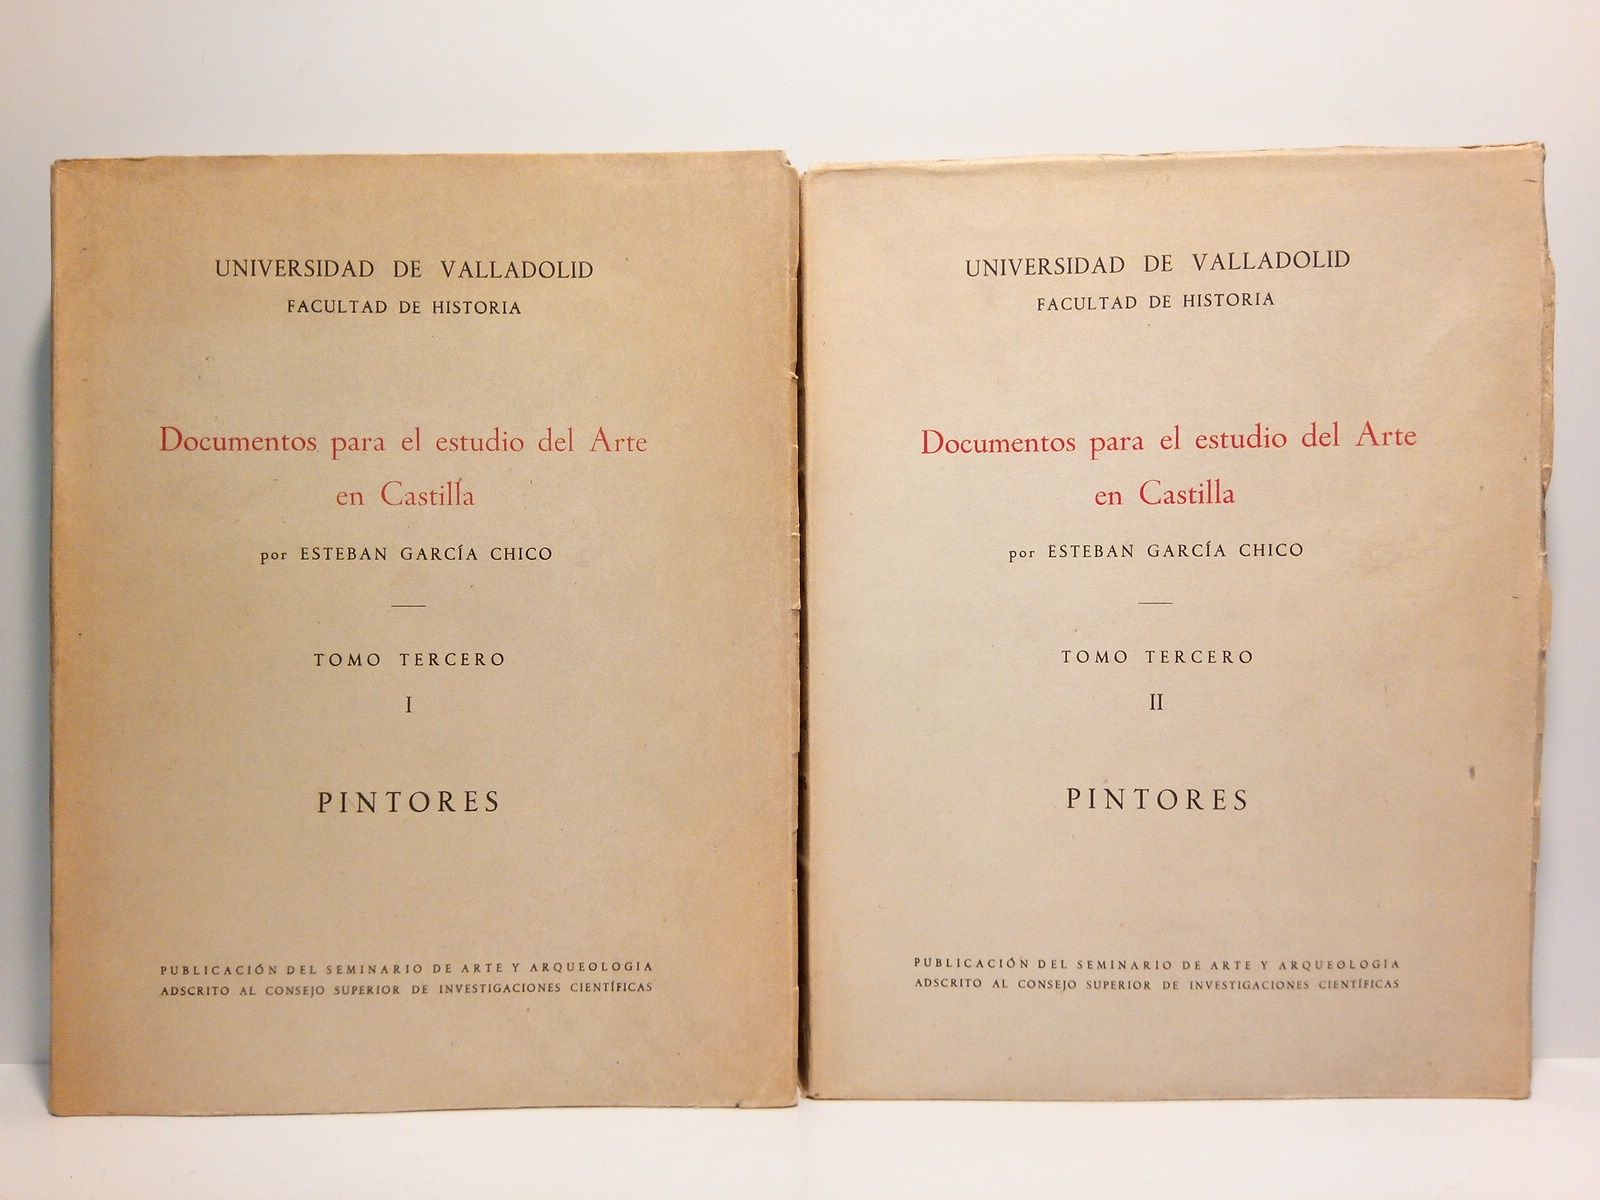 UNIVERSIDAD DE VALLADOLID
FACULTAD DE HISTORIA
Documentos para el estudio del Arte
en Castilla
por ESTEBAN GARCÍA CHICO
TOMO TERCERO
I
PINTORES
PUBLICACIÓN DEL SEMINARIO DE ARTE Y ARQUEOLOGIA
ADSCRITO AL CONSEJO SUPERIOR DE INVESTIGACIONES CIENTÍFICAS
UNIVERSIDAD DE VALLADOLID
FACULTAD DE HISTORIA
Documentos para el estudio del Arte
en Castilla
por ESTEBAN GARCÍA CHICO
TOMO TERCERO
II
PINTORES
PUBLICACIÓN DEL SEMINARIO DE ARTE Y ARQUEOLOGIA
ADSCRITO AL CONSEJO SUPERIOR DE INVESTIGACIONES CIENTÍFICAS